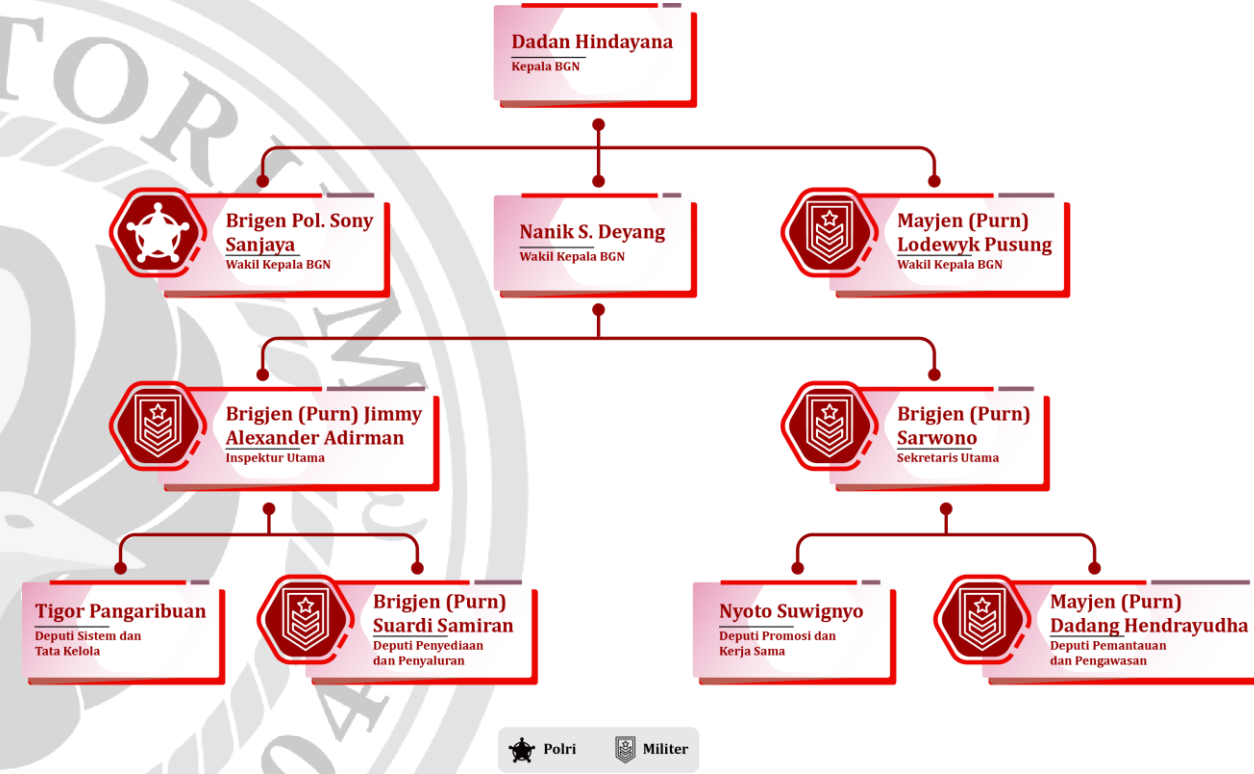 Dadan Hindayana
Kepala BGN
Brigen Pol. Sony
Sanjaya
Wakil Kepala BGN
Nanik S. Deyang
Wakil Kepala BGN
Mayjen (Purn)
Lodewyk Pusung
Wakil Kepala BGN
Brigjen (Purn) Jimmy
Alexander Adirman
Inspektur Utama
Brigjen (Purn)
Sarwono
Sekretaris Utama
Tigor Pangaribuan
Deputi Sistem dan
Tata Kelola
Brigjen (Purn)
Suardi Samiran
Deputi Penyediaan
dan Penyaluran
Nyoto Suwignyo
Deputi Promosi dan
Kerja Sama
Mayjen (Purn)
Dadang Hendrayudha
Deputi Pemantauan
dan Pengawasan
Polri
Militer